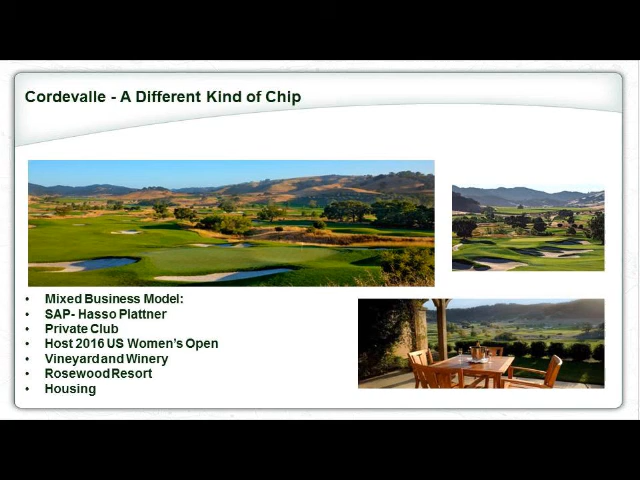 Cordevalle - A Different Kind of Chip
• Mixed Business Model:
• SAP- Hasso Plattner
• Private Club
• Host 2016 US Women's Open
• Vineyard and Winery
• Rosewood Resort
• Housing